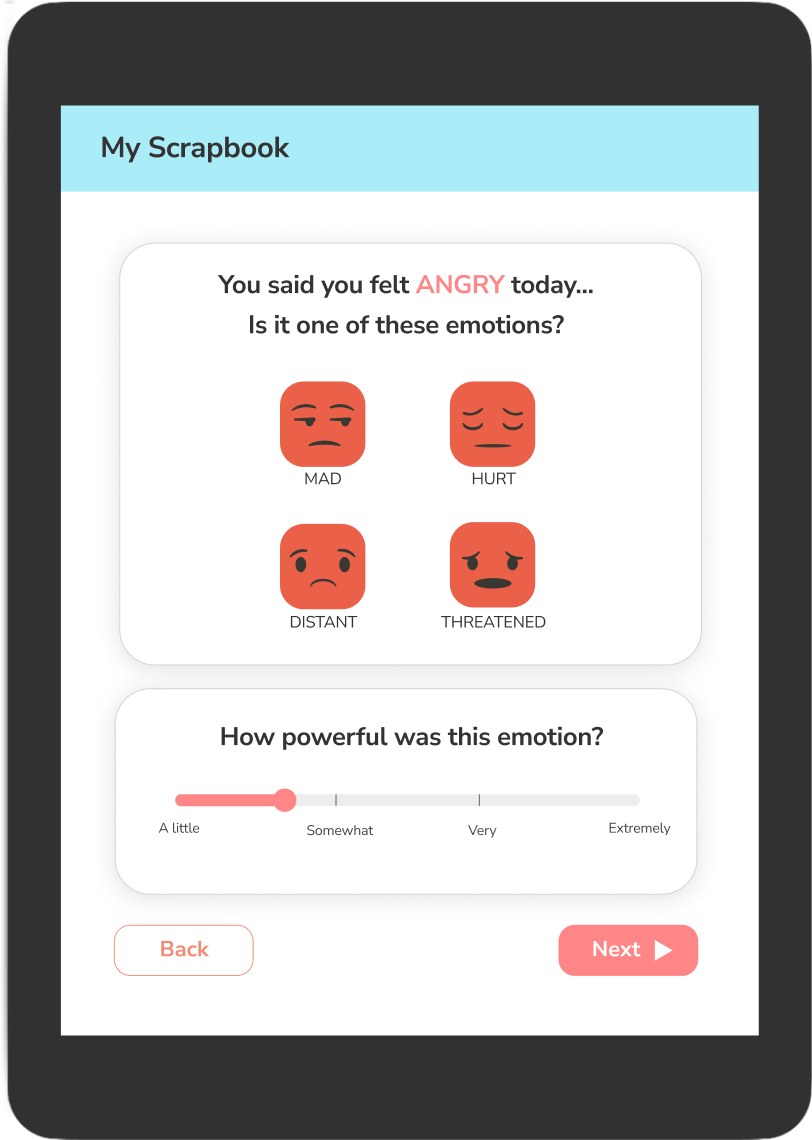 My Scrapbook
You said you felt ANGRY today...
Is it one of these emotions?
MAD
HURT
DISTANT
THREATENED
How powerful was this emotion?
A little
Somewhat
Very
Extremely
Back
Next